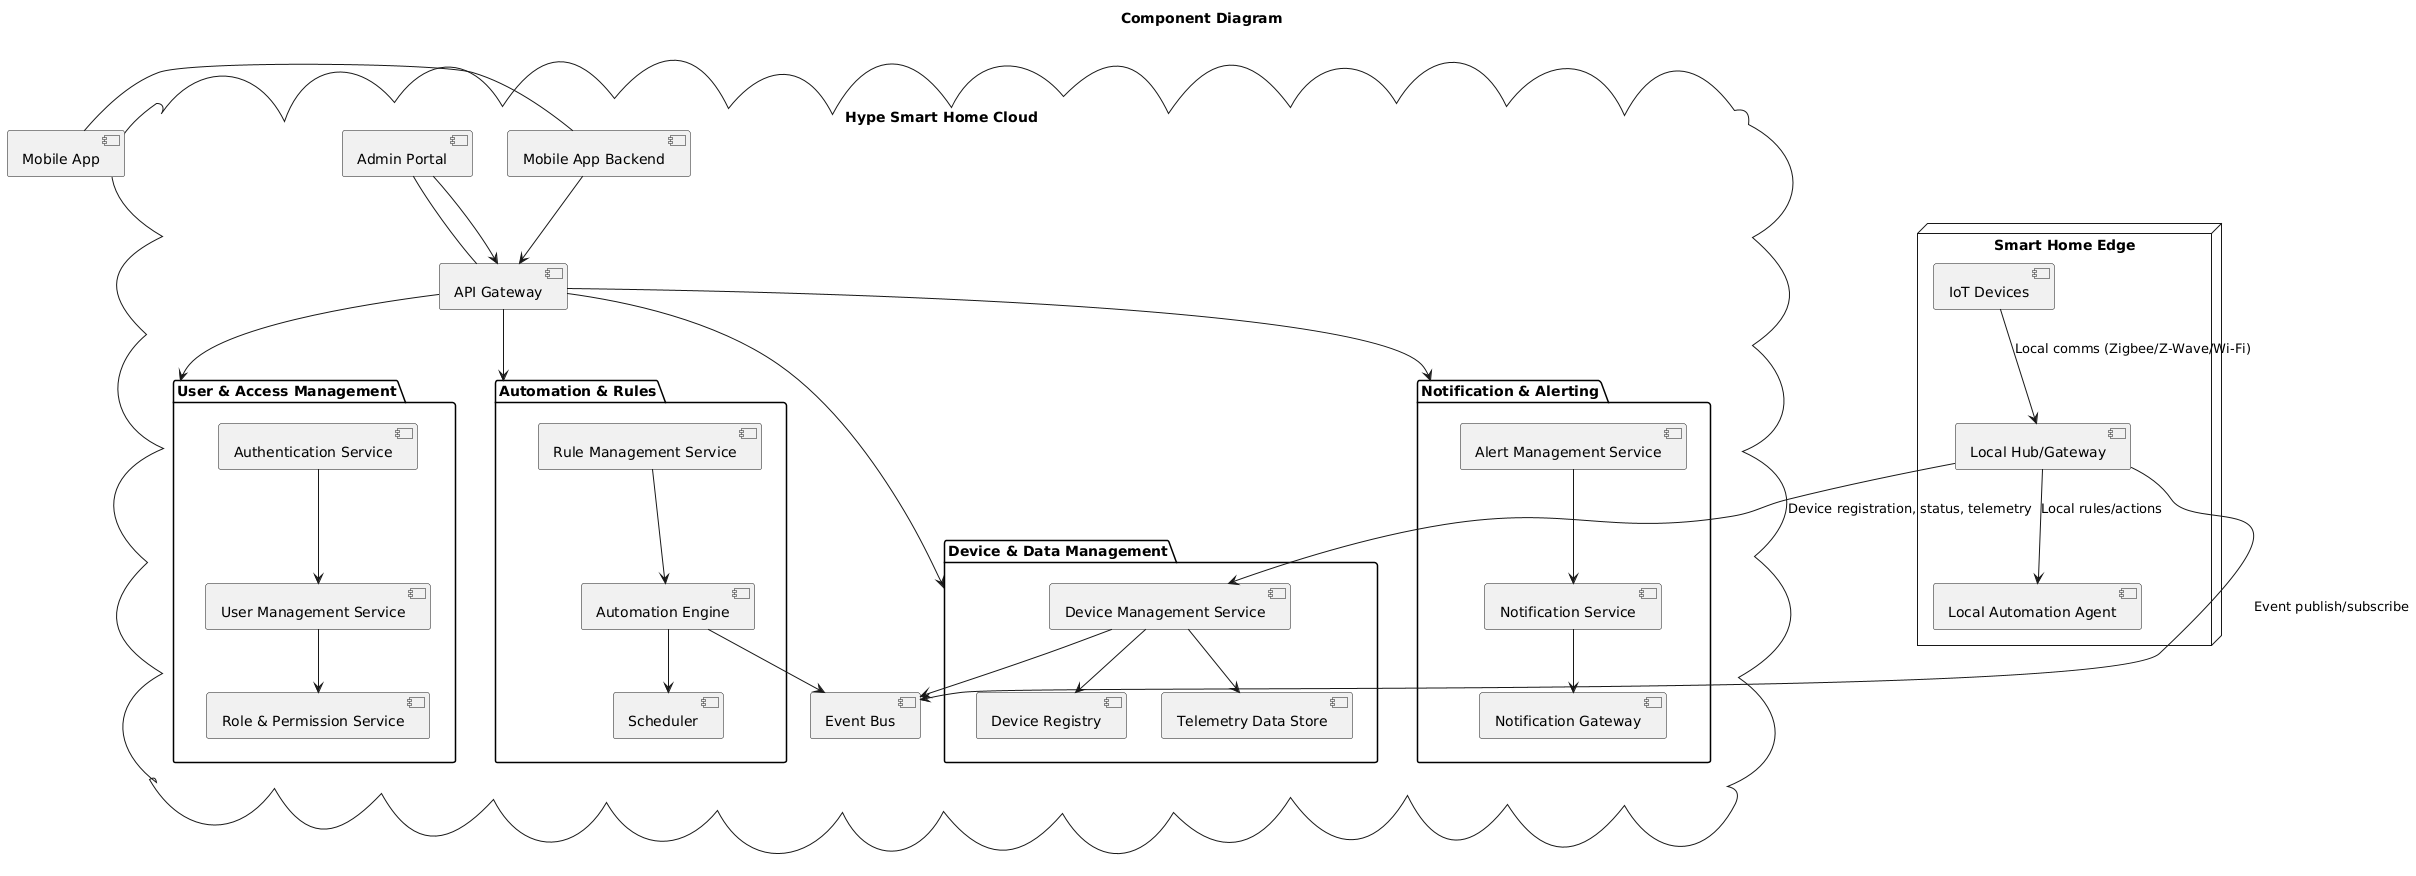 Component Diagram
Hype Smart Home Cloud
Mobile App
Admin Portal
Mobile App Backend
Smart Home Edge
API Gateway
IoT Devices
Local comms (Zigbee/Z-Wave/Wi-Fi)
User & Access Management
Automation & Rules
Notification & Alerting
Authentication Service
Rule Management Service
Alert Management Service
Local Hub/Gateway
Device registration, status, telemetry
Local rules/actions
Device & Data Management
User Management Service
Automation Engine
Device Management Service
Notification Service
Local Automation Agent
Event publish/subscribe
Role & Permission Service
Scheduler
Event Bus
Device Registry
Telemetry Data Store
Notification Gateway